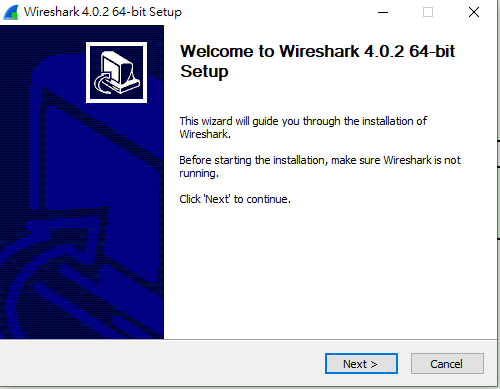 Wireshark 4.0.2 64-bit Setup
Welcome to Wireshark 4.0.2 64-bit
Setup
This wizard will guide you through the installation of
Wireshark.
Before starting the installation, make sure Wireshark is not
running.
Click 'Next' to continue.
Next >
Cancel